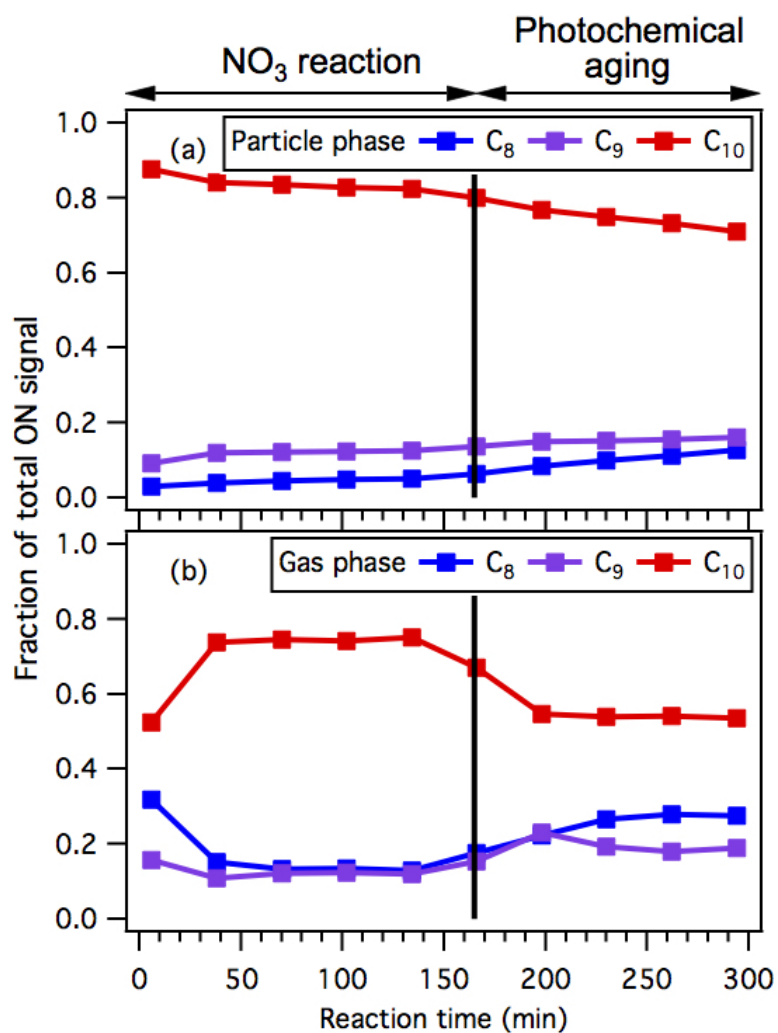 NO₃ reaction
Photochemical
aging
Fraction of total ON signal
1.0
(a)
Particle phase C₈ C₉ C₁₀
0.8
0.6
0.4
0.2
0.0
1.0
(b)
Gas phase C₈ C₉ C₁₀
0.8
0.6
0.4
0.2
0.0
0 50 100 150 200 250 300
Reaction time (min)